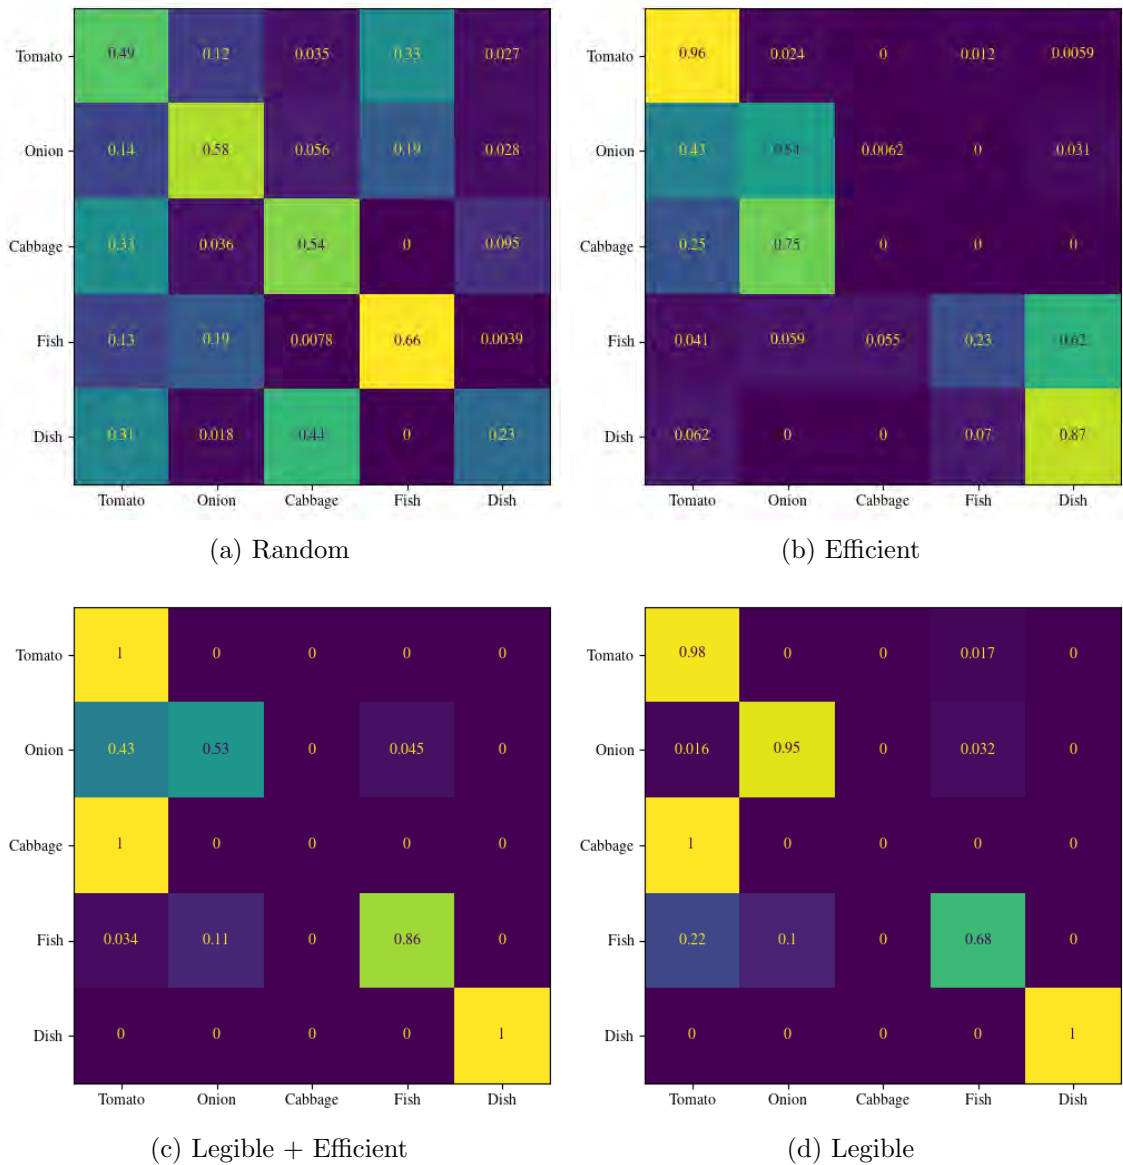 Tomato 0.49 0.12 0.035 0.33 0.027
Onion 0.14 0.58 0.056 0.19 0.028
Cabbage 0.33 0.036 0.54 0 0.095
Fish 0.13 0.19 0.0078 0.66 0.0039
Dish 0.31 0.018 0.44 0 0.23
Tomato Onion Cabbage Fish Dish
(a) Random
Tomato 0.96 0.024 0 0.012 0.0059
Onion 0.43 0.54 0.0062 0 0.031
Cabbage 0.25 0.75 0 0 0
Fish 0.041 0.059 0.055 0.23 0.62
Dish 0.062 0 0 0.07 0.87
Tomato Onion Cabbage Fish Dish
(b) Efficient
Tomato 1 0 0 0 0
Onion 0.43 0.53 0 0.045 0
Cabbage 1 0 0 0 0
Fish 0.034 0.11 0 0.86 0
Dish 0 0 0 0 1
Tomato Onion Cabbage Fish Dish
(c) Legible + Efficient
Tomato 0.98 0 0 0.017 0
Onion 0.016 0.95 0 0.032 0
Cabbage 1 0 0 0 0
Fish 0.22 0.1 0 0.68 0
Dish 0 0 0 0 1
Tomato Onion Cabbage Fish Dish
(d) Legible